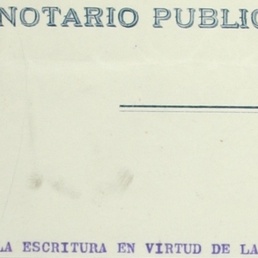 NOTARIO PUBLIC
LA ESCRITURA EN VIRTUD DE LA